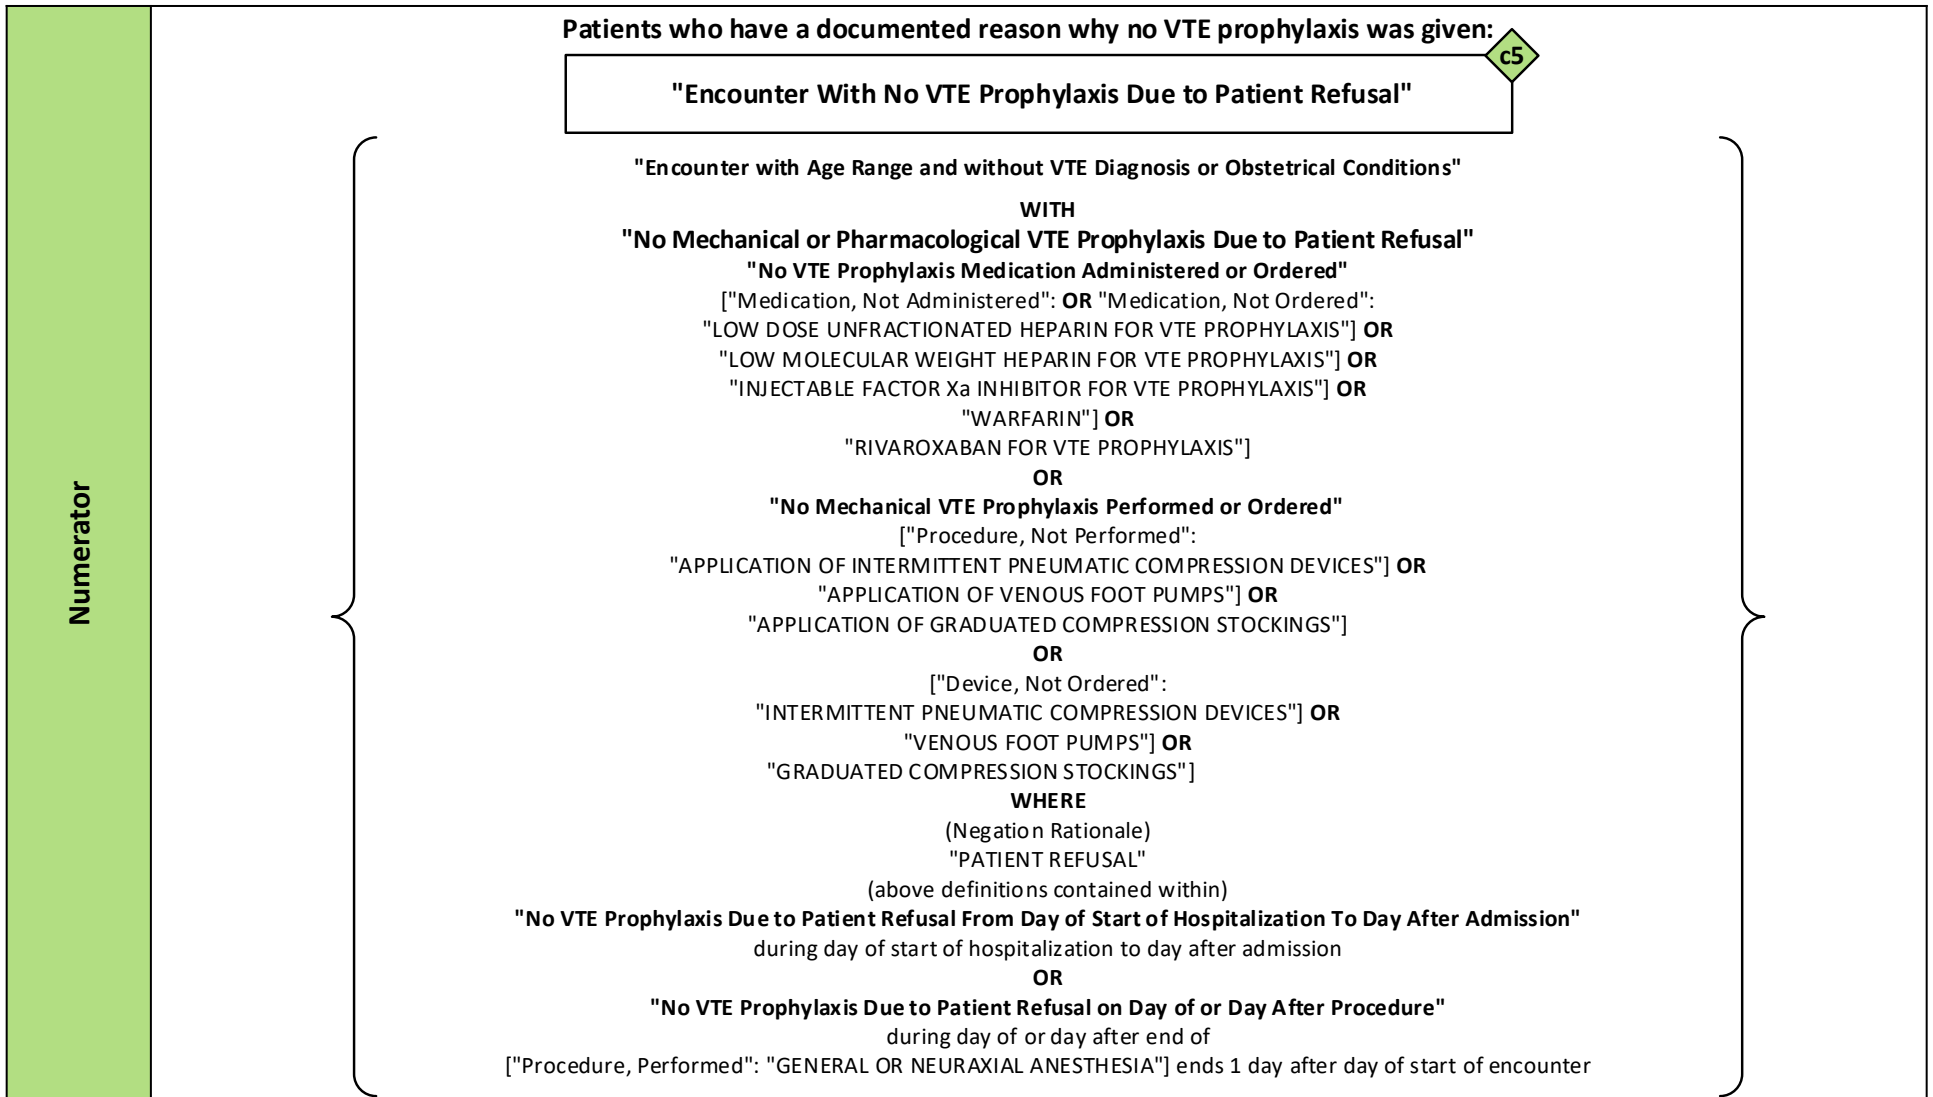 Patients who have a documented reason why no VTE prophylaxis was given:
c5
"Encounter With No VTE Prophylaxis Due to Patient Refusal"
"Encounter with Age Range and without VTE Diagnosis or Obstetrical Conditions"
WITH
"No Mechanical or Pharmacological VTE Prophylaxis Due to Patient Refusal"
"No VTE Prophylaxis Medication Administered or Ordered"
["Medication, Not Administered": OR "Medication, Not Ordered":
"LOW DOSE UNFRACTIONATED HEPARIN FOR VTE PROPHYLAXIS"] OR
"LOW MOLECULAR WEIGHT HEPARIN FOR VTE PROPHYLAXIS"] OR
"INJECTABLE FACTOR Xa INHIBITOR FOR VTE PROPHYLAXIS"] OR
"WARFARIN"] OR
"RIVAROXABAN FOR VTE PROPHYLAXIS"]
OR
"No Mechanical VTE Prophylaxis Performed or Ordered"
["Procedure, Not Performed":
"APPLICATION OF INTERMITTENT PNEUMATIC COMPRESSION DEVICES"] OR
"APPLICATION OF VENOUS FOOT PUMPS"] OR
"APPLICATION OF GRADUATED COMPRESSION STOCKINGS"]
OR
["Device, Not Ordered":
"INTERMITTENT PNEUMATIC COMPRESSION DEVICES"] OR
"VENOUS FOOT PUMPS"] OR
"GRADUATED COMPRESSION STOCKINGS"]
WHERE
(Negation Rationale)
"PATIENT REFUSAL"
(above definitions contained within)
"No VTE Prophylaxis Due to Patient Refusal From Day of Start of Hospitalization To Day After Admission"
during day of start of hospitalization to day after admission
OR
"No VTE Prophylaxis Due to Patient Refusal on Day of or Day After Procedure"
during day of or day after end of
["Procedure, Performed": "GENERAL OR NEURAXIAL ANESTHESIA"] ends 1 day after day of start of encounter
Numerator